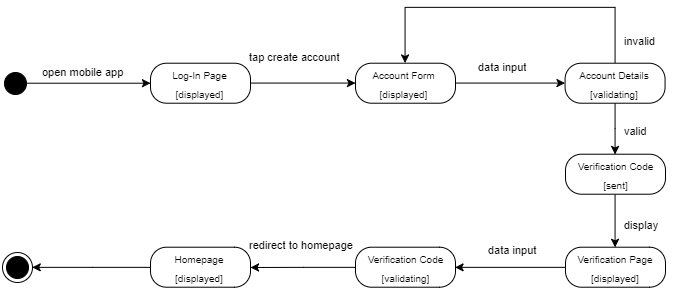 invalid
tap create account
open mobile app
data input
Log-In Page
[displayed]
Account Form
[displayed]
Account Details
[validating]
valid
Verification Code
[sent]
display
redirect to homepage
data input
Homepage
[displayed]
Verification Code
[validating]
Verification Page
[displayed]